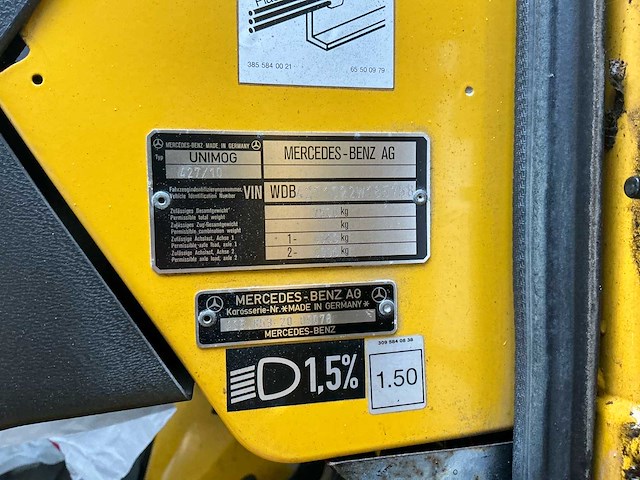 385 584 00 21
65 50 09 79
MERCEDES-BENZ MADE IN GERMANY
Typ
UNIMOG
427/10
MERCEDES-BENZ AG
Fahrzeugidentifizierungsnummer
Vehicle Identification Number
VIN
WDB
Zulässiges Gesamtgewicht
Permissible total weight
kg
Zulässiges Zug-Gesamtgewicht
Permissible combination weight
kg
Zulässige Achslast, Achse 1
Permissible axle load, axle 1
1-
kg
Zulässige Achslast, Achse 2
Permissible axle load, axle 2
2-
kg
MERCEDES-BENZ AG
Karosserie-Nr.*MADE IN GERMANY*
MERCEDES-BENZ
1,5%
309 584 08 38
1.50